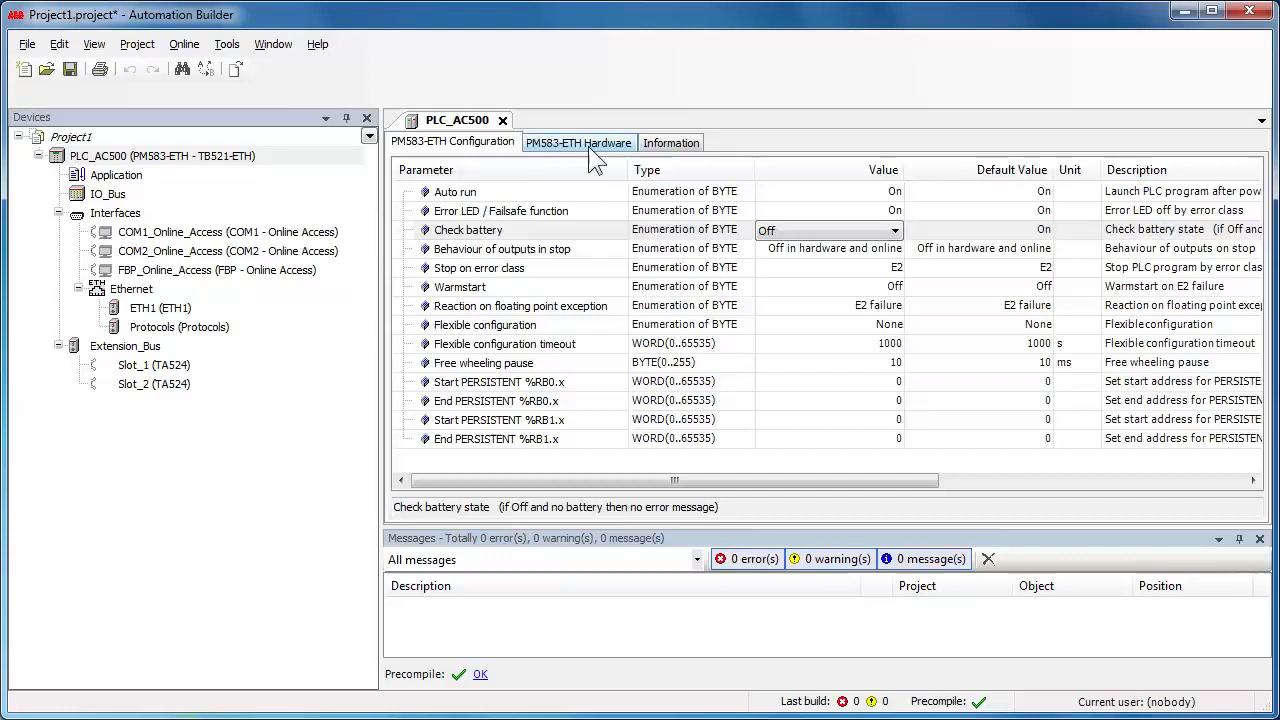 ABB Project1.project* - Automation Builder
File Edit View Project Online Tools Window Help
Devices
Project1
PLC_AC500 (PM583-ETH - TB521-ETH)
Application
IO_Bus
Interfaces
COM1_Online_Access (COM1 - Online Access)
COM2_Online_Access (COM2 - Online Access)
FBP_Online_Access (FBP - Online Access)
Ethernet
ETH1 (ETH1)
Protocols (Protocols)
Extension_Bus
Slot_1 (TA524)
Slot_2 (TA524)
PLC_AC500
PM583-ETH Configuration PM583-ETH Hardware Information
Parameter Type Value Default Value Unit Description
Auto run Enumeration of BYTE On On Launch PLC program after pow
Error LED / Failsafe function Enumeration of BYTE On On Error LED off by error class
Check battery Enumeration of BYTE Off On Check battery state (if Off and
Behaviour of outputs in stop Enumeration of BYTE Off in hardware and online Off in hardware and online Behaviour of outputs on stop
Stop on error class Enumeration of BYTE E2 E2 Stop PLC program by error clas
Warmstart Enumeration of BYTE Off Off Warmstart on E2 failure
Reaction on floating point exception Enumeration of BYTE E2 failure E2 failure Reaction on floating point excep
Flexible configuration Enumeration of BYTE None None Flexible configuration
Flexible configuration timeout WORD(0..65535) 1000 1000 s Flexible configuration timeout
Free wheeling pause BYTE(0..255) 10 10 ms Free wheeling pause
Start PERSISTENT %RB0.x WORD(0..65535) 0 0 Set start address for PERSISTEN
End PERSISTENT %RB0.x WORD(0..65535) 0 0 Set end address for PERSISTEN
Start PERSISTENT %RB1.x WORD(0..65535) 0 0 Set start address for PERSISTEN
End PERSISTENT %RB1.x WORD(0..65535) 0 0 Set end address for PERSISTEN
Check battery state (if Off and no battery then no error message)
Messages - Totally 0 error(s), 0 warning(s), 0 message(s)
All messages 0 error(s) 0 warning(s) 0 message(s)
Description Project Object Position
Precompile: OK
Last build: 0 0 Precompile: Current user: (nobody)